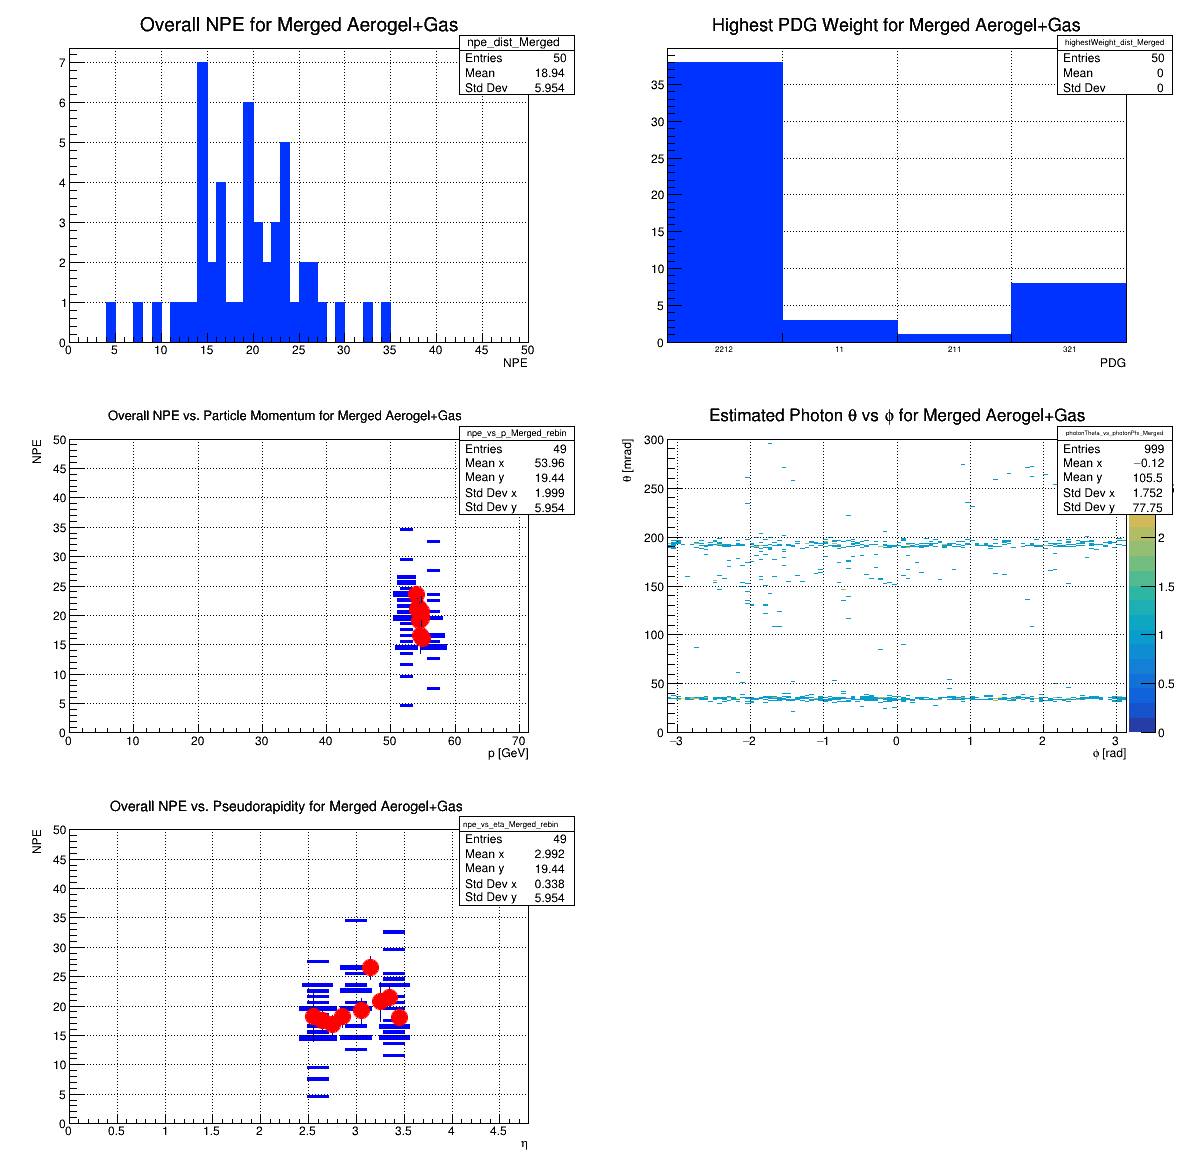 Overall NPE for Merged Aerogel+Gas
npe_dist_Merged
Entries 50
Mean 18.94
Std Dev 5.954
7
6
5
4
3
2
1
0
0 5 10 15 20 25 30 35 40 45 50
NPE
Highest PDG Weight for Merged Aerogel+Gas
highestWeight_dist_Merged
Entries 50
Mean 0
Std Dev 0
35
30
25
20
15
10
5
0
2212 11 211 321
PDG
Overall NPE vs. Particle Momentum for Merged Aerogel+Gas
NPE
npe_vs_p_Merged_rebin
Entries 49
Mean x 53.96
Mean y 19.44
Std Dev x 1.999
Std Dev y 5.954
50
45
40
35
30
25
20
15
10
5
0
0 10 20 30 40 50 60 70
p [GeV]
Estimated Photon θ vs ϕ for Merged Aerogel+Gas
θ [mrad]
photonTheta_vs_photonPhi_Merged
Entries 999
Mean x −0.12
Mean y 105.5
Std Dev x 1.752
Std Dev y 77.75
300
250
200
150
100
50
0
−3 −2 −1 0 1 2 3
ϕ [rad]
2
1.5
1
0.5
0
Overall NPE vs. Pseudorapidity for Merged Aerogel+Gas
NPE
npe_vs_eta_Merged_rebin
Entries 49
Mean x 2.992
Mean y 19.44
Std Dev x 0.338
Std Dev y 5.954
50
45
40
35
30
25
20
15
10
5
0
0 0.5 1 1.5 2 2.5 3 3.5 4 4.5
η